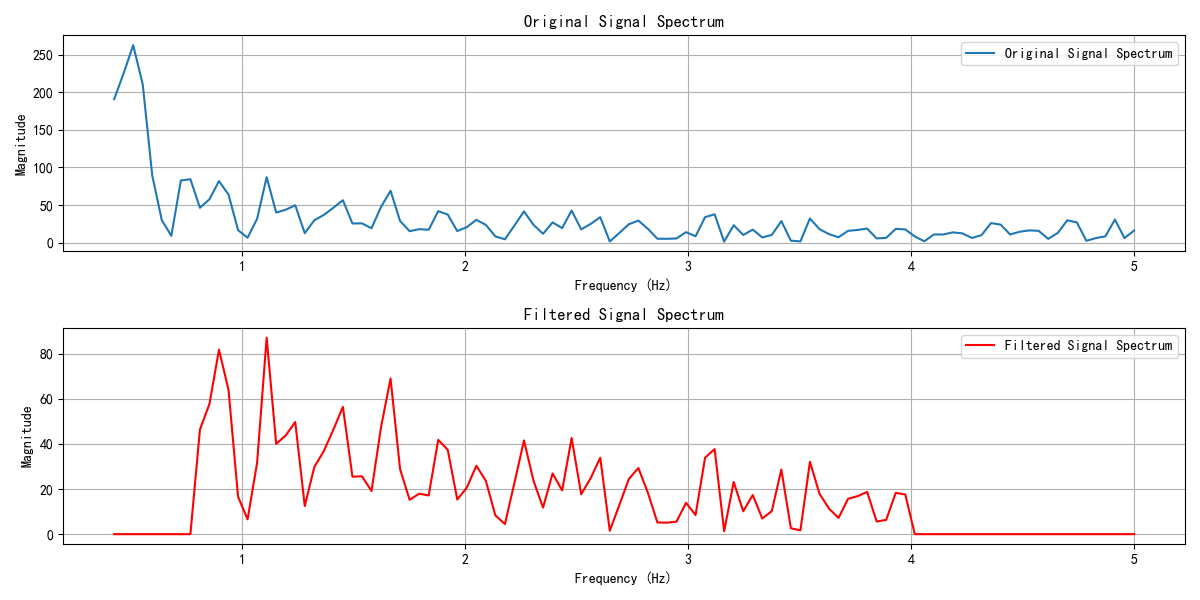 Original Signal Spectrum
Original Signal Spectrum
Magnitude
250
200
150
100
50
0
1
2
3
4
5
Frequency (Hz)
Filtered Signal Spectrum
Filtered Signal Spectrum
Magnitude
80
60
40
20
0
1
2
3
4
5
Frequency (Hz)